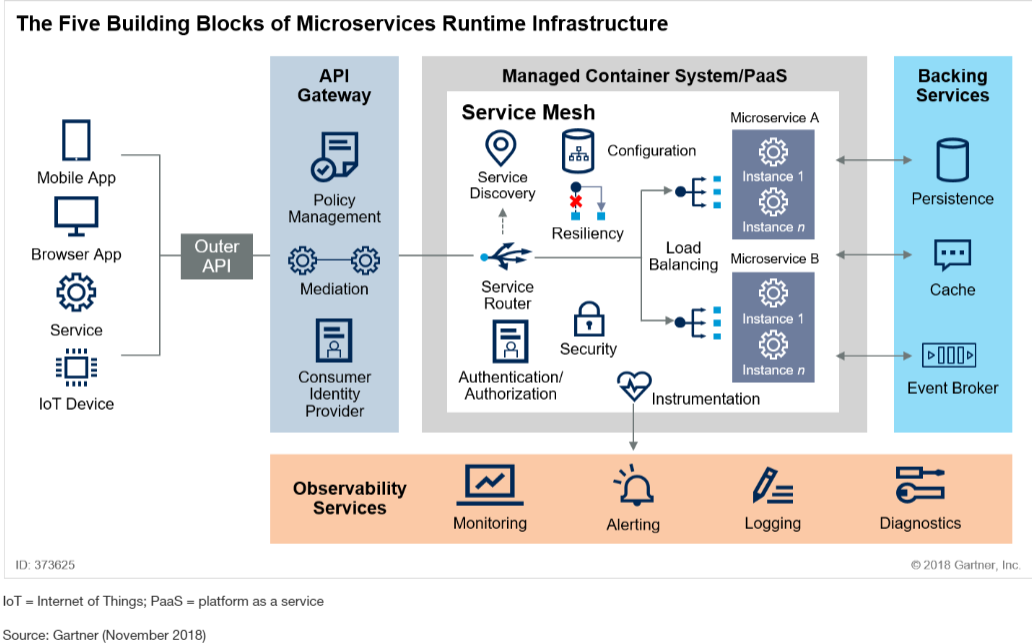 The Five Building Blocks of Microservices Runtime Infrastructure
Mobile App
Browser App
Service
IoT Device
Outer
API
API
Gateway
Policy
Management
Mediation
Consumer
Identity
Provider
Managed Container System/PaaS
Service Mesh
Service
Discovery
Configuration
Resiliency
Service
Router
Load
Balancing
Security
Authentication/
Authorization
Instrumentation
Microservice A
Instance 1
Instance n
Microservice B
Instance 1
Instance n
Backing
Services
Persistence
Cache
Event Broker
Observability
Services
Monitoring
Alerting
Logging
Diagnostics
ID: 373625
© 2018 Gartner, Inc.
IoT = Internet of Things; PaaS = platform as a service
Source: Gartner (November 2018)